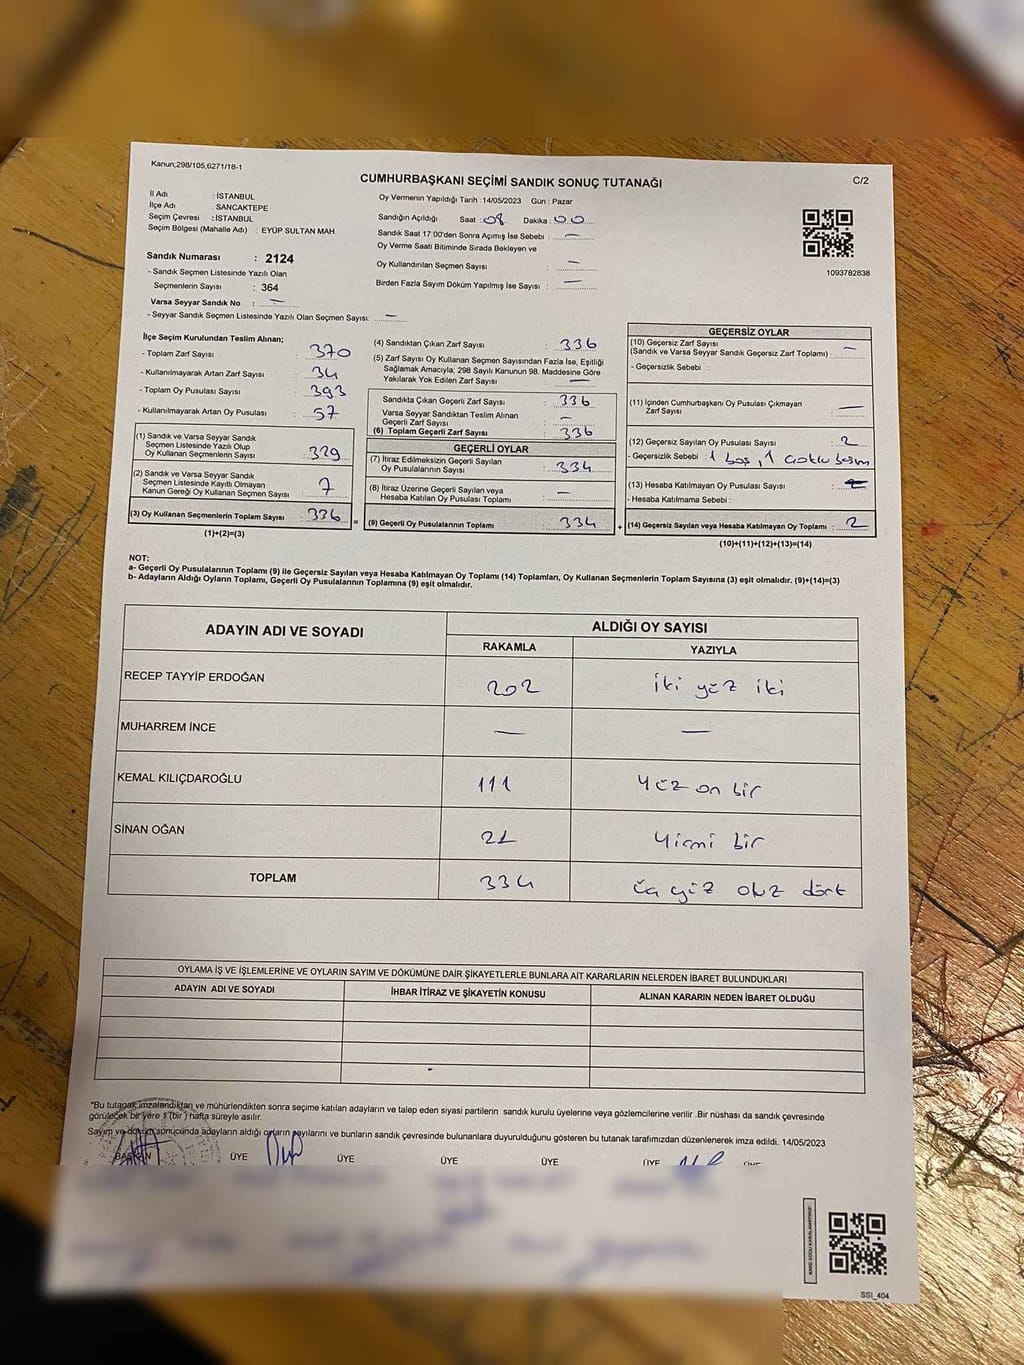 Kanun;298/105,6271/18-1
CUMHURBAŞKANI SEÇİMİ SANDIK SONUÇ TUTANAĞI
C/2
İl Adı : İSTANBUL
İlçe Adı : SANCAKTEPE
Seçim Çevresi : İSTANBUL
Seçim Bölgesi (Mahalle Adı) : EYÜP SULTAN MAH.
Oy Vermenin Yapıldığı Tarih :14/05/2023 Gün : Pazar
Sandığın Açıldığı Saat : 08 Dakika : 00
Sandık Saat 17:00'den Sonra Açımış İse Sebebi : —
Oy Verme Saati Bitiminde Sırada Bekleyen ve
Oy Kullandırılan Seçmen Sayısı : —
Birden Fazla Sayım Döküm Yapılmış İse Sayısı : —
1093782838
Sandık Numarası : 2124
- Sandık Seçmen Listesinde Yazılı Olan
Seçmenlerin Sayısı : 364
Varsa Seyyar Sandık No : —
- Seyyar Sandık Seçmen Listesinde Yazılı Olan Seçmen Sayısı: —
İlçe Seçim Kurulundan Teslim Alınan;
- Toplam Zarf Sayısı : 370
- Kullanılmayarak Artan Zarf Sayısı : 34
- Toplam Oy Pusulası Sayısı : 393
- Kullanılmayarak Artan Oy Pusulası : 57
(1) Sandık ve Varsa Seyyar Sandık
Seçmen Listesinde Yazılı Olup
Oy Kullanan Seçmenlerin Sayısı : 329
(2) Sandık ve Varsa Seyyar Sandık
Seçmen Listesinde Kayıtlı Olmayan
Kanun Gereği Oy Kullanan Seçmen Sayısı : 7
(3) Oy Kullanan Seçmenlerin Toplam Sayısı : 336
(1)+(2)=(3)
(4) Sandıktan Çıkan Zarf Sayısı : 336
(5) Zarf Sayısı Oy Kullanan Seçmen Sayısından Fazla İse, Eşitliği
Sağlamak Amacıyla, 298 Sayılı Kanunun 98. Maddesine Göre
Yakılarak Yok Edilen Zarf Sayısı : —
Sandıkta Çıkan Geçerli Zarf Sayısı : 336
Varsa Seyyar Sandıktan Teslim Alınan
Geçerli Zarf Sayısı : —
(6) Toplam Geçerli Zarf Sayısı : 336
GEÇERLİ OYLAR
(7) İtiraz Edilmeksizin Geçerli Sayılan
Oy Pusulalarının Sayısı : 334
(8) İtiraz Üzerine Geçerli Sayılan veya
Hesaba Katılan Oy Pusulası Toplamı : —
(9) Geçerli Oy Pusulalarının Toplamı : 334
GEÇERSİZ OYLAR
(10) Geçersiz Zarf Sayısı
(Sandık ve Varsa Seyyar Sandık Geçersiz Zarf Toplamı) : —
- Geçersizlik Sebebi :
(11) İçinden Cumhurbaşkanı Oy Pusulası Çıkmayan
Zarf Sayısı : —
(12) Geçersiz Sayılan Oy Pusulası Sayısı : 2
- Geçersizlik Sebebi : 1 boş, 1
(13) Hesaba Katılmayan Oy Pusulası Sayısı :
- Hesaba Katılmama Sebebi :
(14) Geçersiz Sayılan veya Hesaba Katılmayan Oy Toplamı : 2
(10)+(11)+(12)+(13)=(14)
NOT:
a- Geçerli Oy Pusulalarının Toplamı (9) ile Geçersiz Sayılan veya Hesaba Katılmayan Oy Toplamı (14) Toplamları, Oy Kullanan Seçmenlerin Toplam Sayısına (3) eşit olmalıdır. (9)+(14)=(3)
b- Adayların Aldığı Oyların Toplamı, Geçerli Oy Pusulalarının Toplamına (9) eşit olmalıdır.
ADAYIN ADI VE SOYADI
ALDIĞI OY SAYISI
RAKAMLA YAZIYLA
RECEP TAYYİP ERDOĞAN 202 iki yüz iki
MUHARREM İNCE — —
KEMAL KILIÇDAROĞLU 111 Yüz on bir
SİNAN OĞAN 21 Yirmi bir
TOPLAM 334 üç yüz otuz dört
OYLAMA İŞ VE İŞLEMLERİNE VE OYLARIN SAYIM VE DÖKÜMÜNE DAİR ŞİKAYETLERLE BUNLARA AİT KARARLARIN NELERDEN İBARET BULUNDUKLARI
ADAYIN ADI VE SOYADI İHBAR İTİRAZ VE ŞİKAYETİN KONUSU ALINAN KARARIN NEDEN İBARET OLDUĞU
"Bu tutanak imzalandıktan ve mühürlendikten sonra seçime katılan adayların ve talep eden siyasi partilerin sandık kurulu üyelerine veya gözlemcilerine verilir .Bir nüshası da sandık çevresinde
görülecek bir yere 1 (bir ) hafta süreyle asılır.
Sayım ve döküm sonucunda adayların aldığı oyların sayılarını ve bunların sandık çevresinde bulunanlara duyurulduğunu gösteren bu tutanak tarafımızdan düzenlenerek imza edildi. 14/05/2023
BAŞKAN ÜYE ÜYE ÜYE ÜYE ÜYE ÜYE
SSI_404